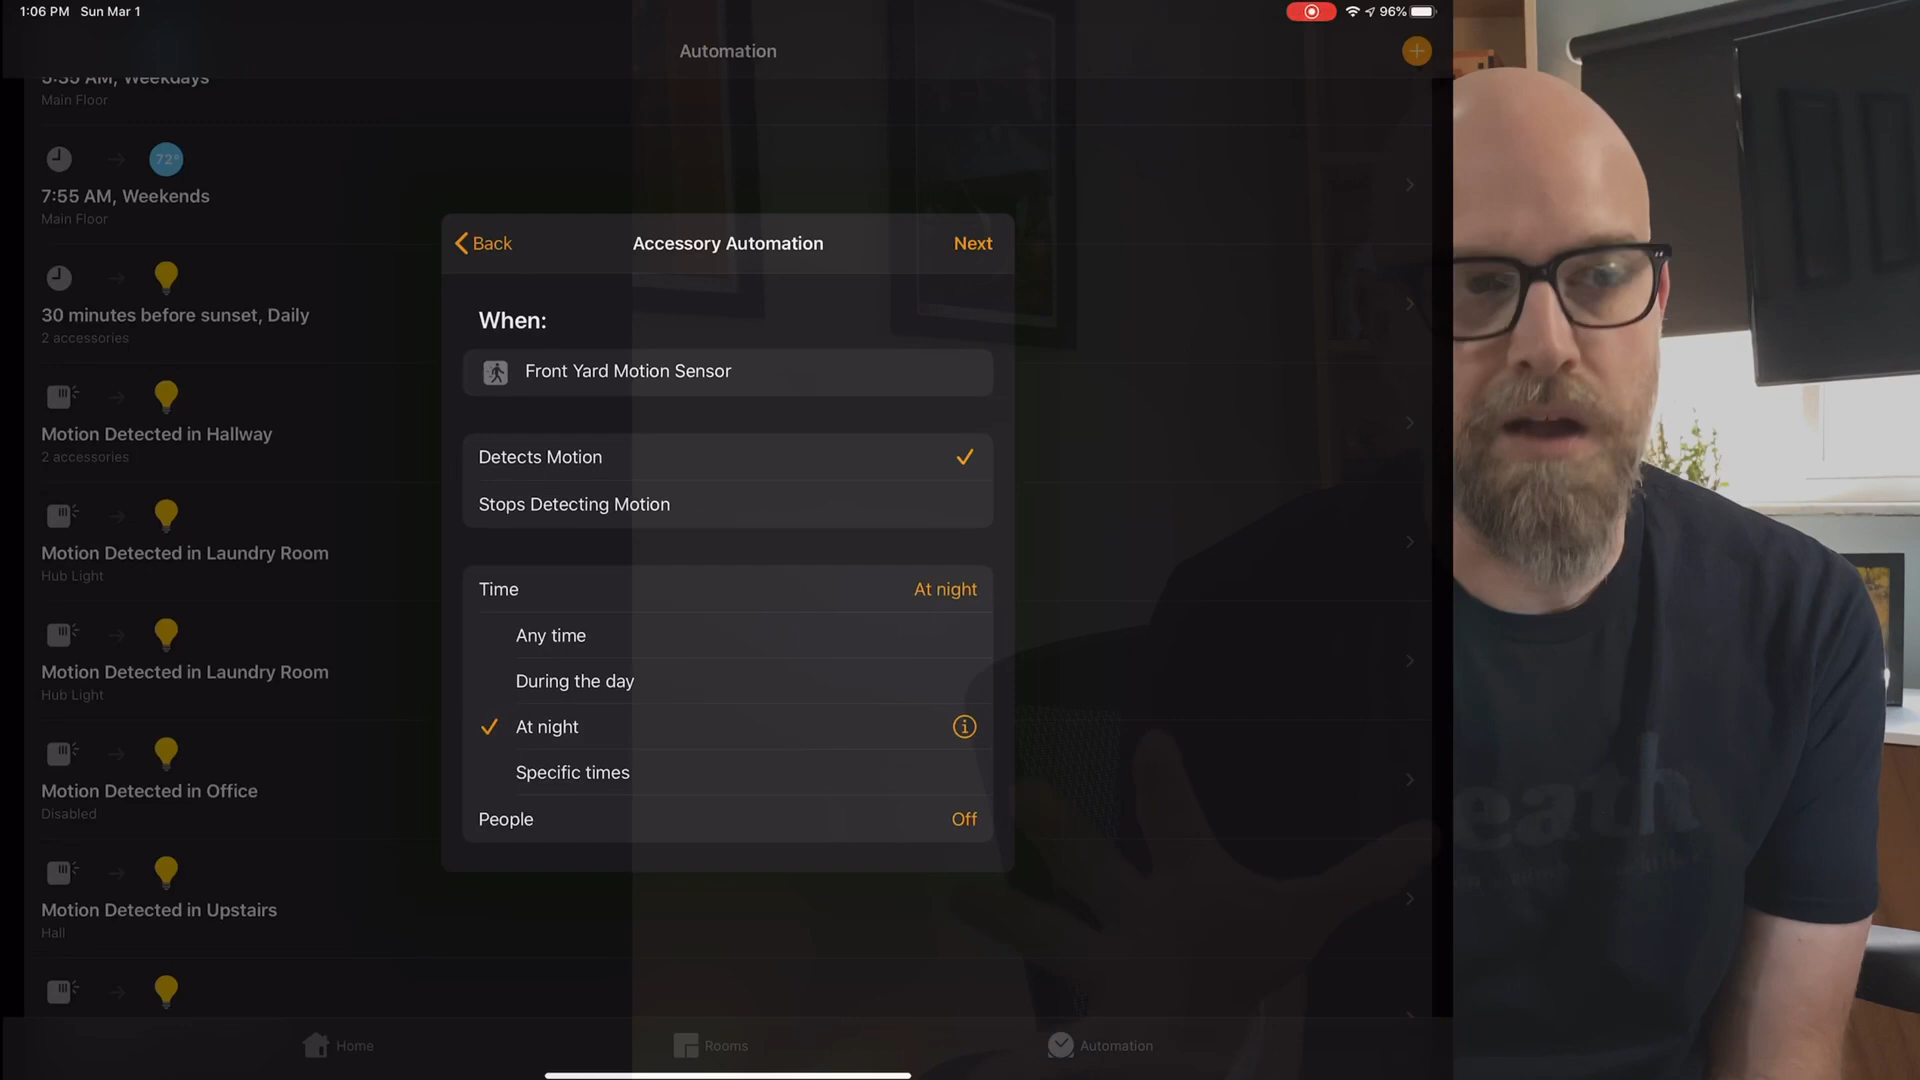 1:06 PM Sun Mar 1
96%
Automation
5:35 AM, Weekdays
Main Floor
72°
7:55 AM, Weekends
Main Floor
30 minutes before sunset, Daily
2 accessories
Motion Detected in Hallway
2 accessories
Motion Detected in Laundry Room
Hub Light
Motion Detected in Laundry Room
Hub Light
Motion Detected in Office
Disabled
Motion Detected in Upstairs
Hall
Back
Accessory Automation
Next
When:
Front Yard Motion Sensor
Detects Motion
Stops Detecting Motion
Time
At night
Any time
During the day
At night
Specific times
People
Off
Home
Rooms
Automation